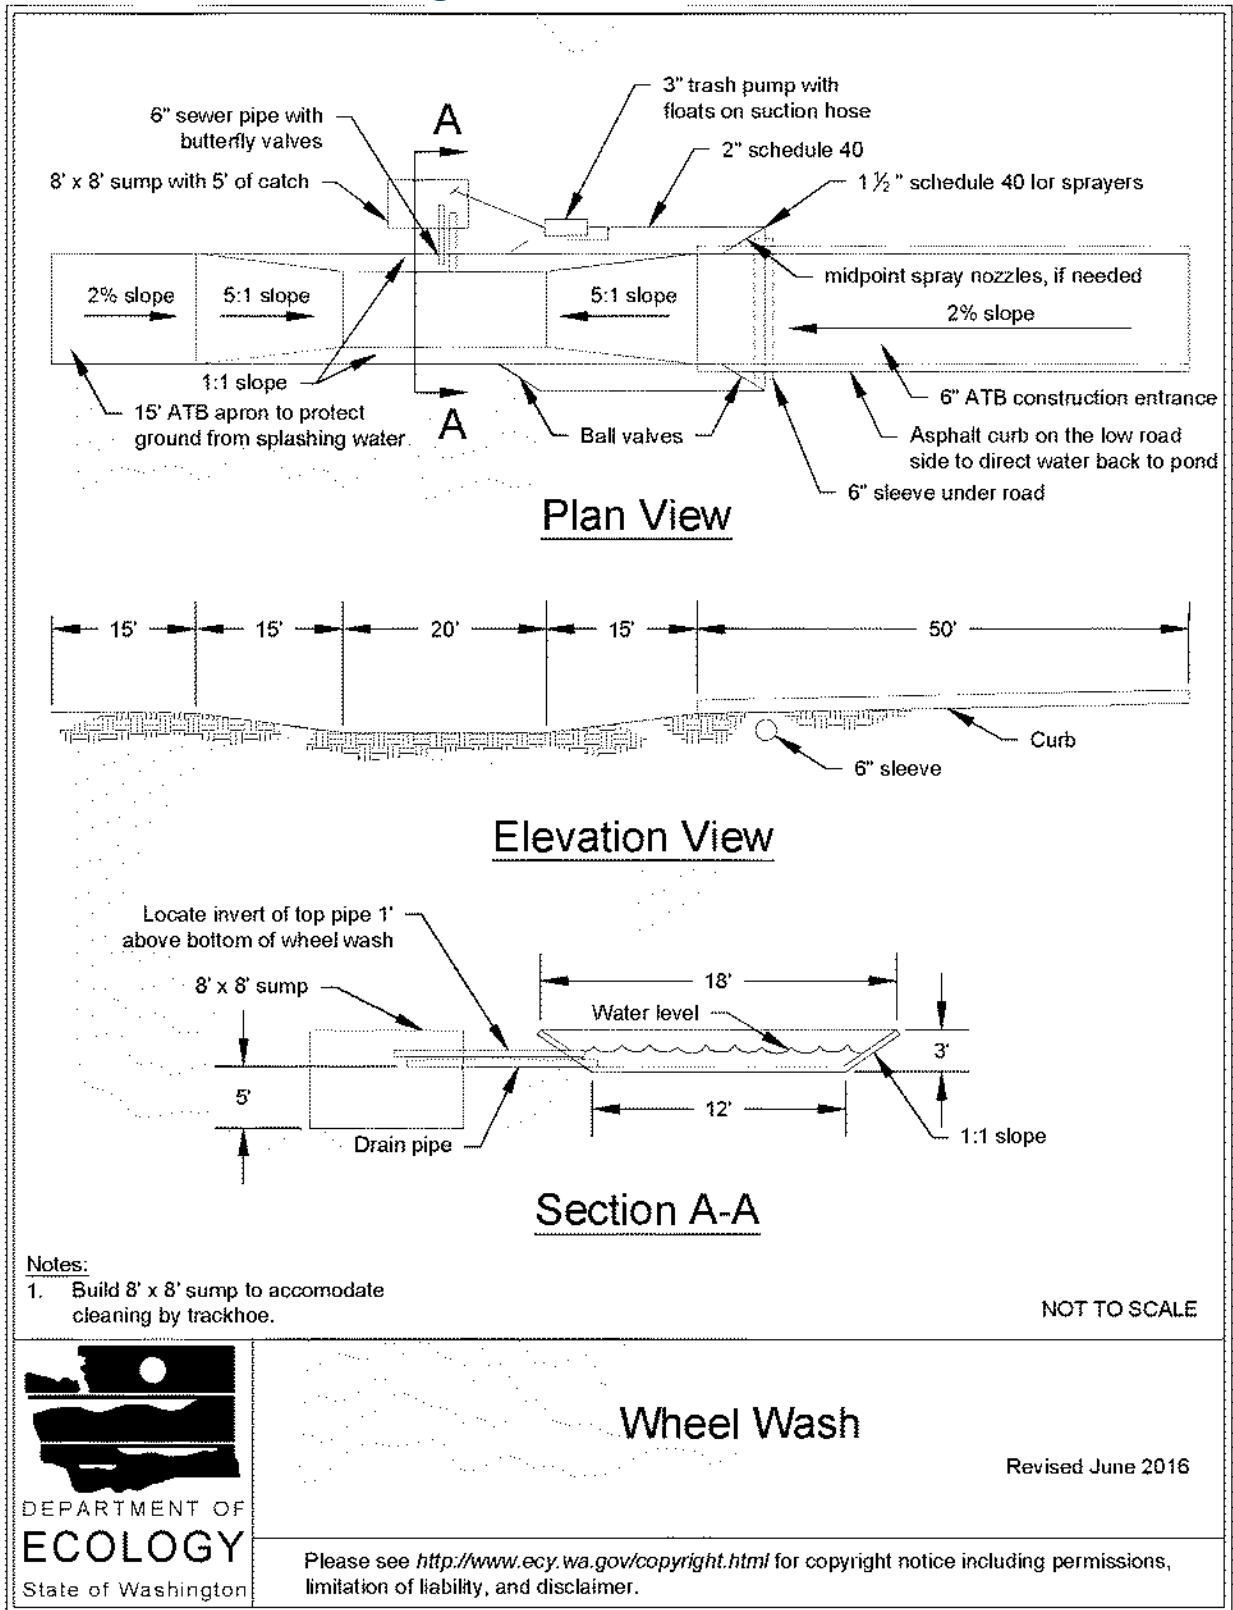 3" trash pump with
floats on suction hose
6" sewer pipe with
butterfly valves
A
2" schedule 40
8' x 8' sump with 5' of catch
1 ½ " schedule 40 lor sprayers
midpoint spray nozzles, if needed
2% slope
5:1 slope
5:1 slope
2% slope
1:1 slope
15' ATB apron to protect
ground from splashing water.
A
Ball valves
6" ATB construction entrance
Asphalt curb on the low road
side to direct water back to pond
6" sleeve under road
Plan View
15'
15'
20'
15'
50'
Curb
6" sleeve
Elevation View
Locate invert of top pipe 1'
above bottom of wheel wash
8' x 8' sump
18'
Water level
3'
5'
12'
Drain pipe
1:1 slope
Section A-A
Notes:
1. Build 8' x 8' sump to accomodate
cleaning by trackhoe.
NOT TO SCALE
Wheel Wash
Revised June 2016
DEPARTMENT OF
ECOLOGY
State of Washington
Please see http://www.ecy.wa.gov/copyright.html for copyright notice including permissions,
limitation of liability, and disclaimer.